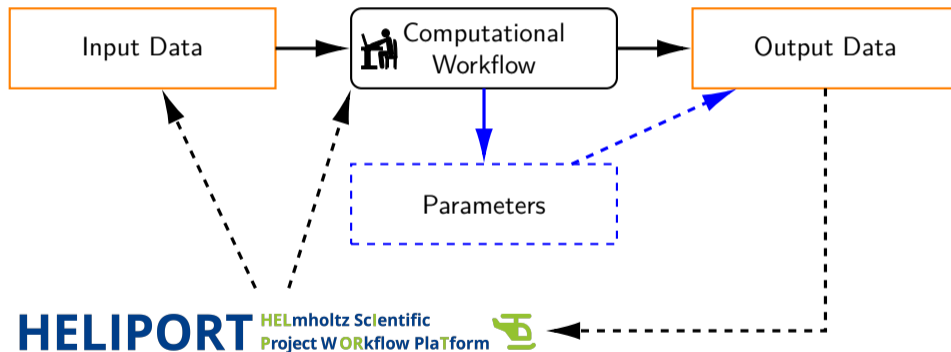 Input Data
Computational
Workflow
Output Data
Parameters
HELIPORT
HELmholtz ScIentific
Project WORkflow PlaTform